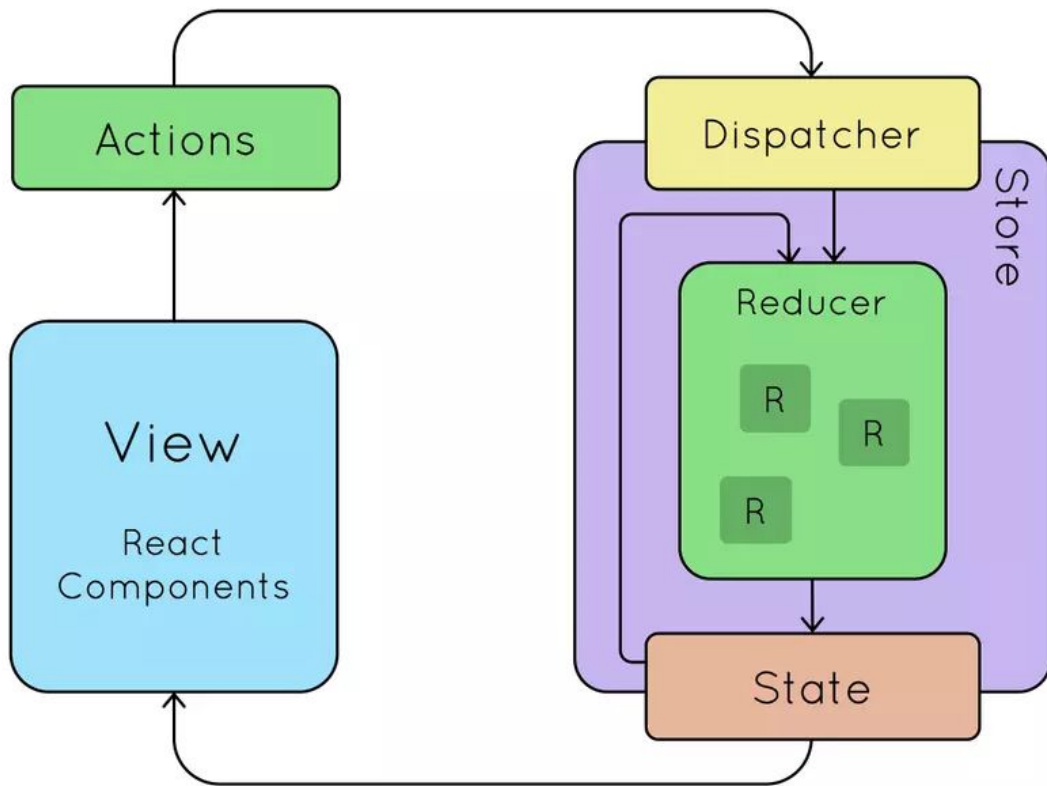 Actions
Dispatcher
Store
Reducer
R
R
R
View
React
Components
State